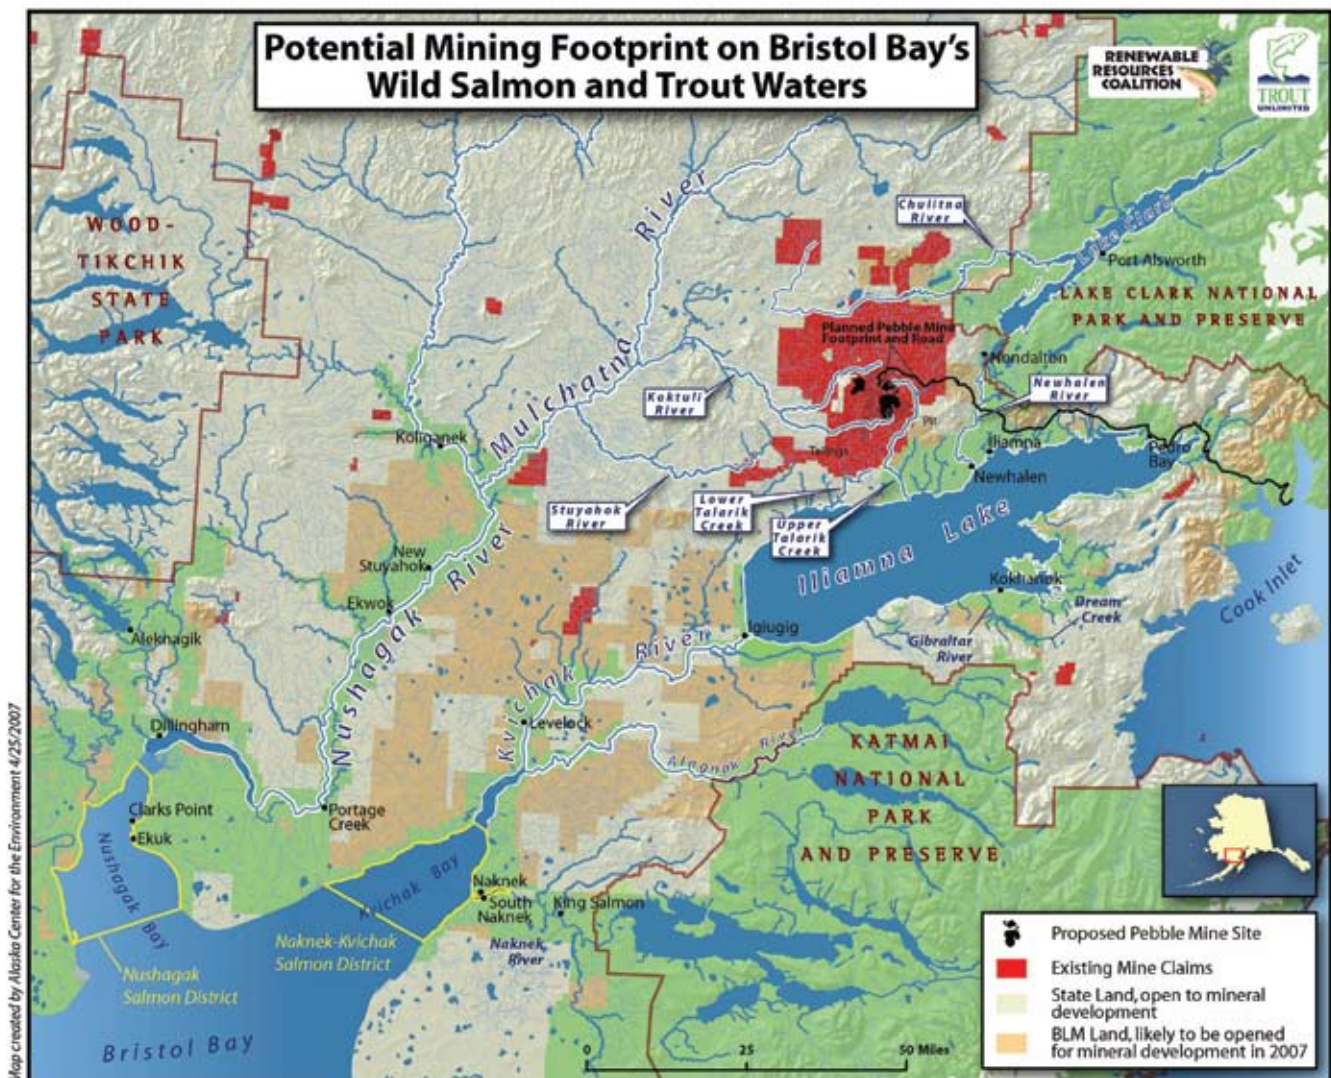 Potential Mining Footprint on Bristol Bay's
Wild Salmon and Trout Waters
RENEWABLE
RESOURCES
COALITION
TROUT
UNLIMITED
WOOD-
TIKCHIK
STATE
PARK
Mulchatna River
Chulitna
River
Lake Clark
Port Alsworth
LAKE CLARK NATIONAL
PARK AND PRESERVE
Planned Pebble Mine
Footprint and Road
Nondalton
Newhalen
River
Koktuli
River
Pit
Iliamna
Pedro
Bay
Koliganek
Tailings
Newhalen
Stuyahok
River
Lower
Talarik
Creek
Upper
Talarik
Creek
Iliamna Lake
New
Stuyahok
Ekwok
Nushagak River
Kokhanok
Dream
Creek
Gibraltar
River
Cook Inlet
Aleknagik
Igiugig
Kvichak River
Levelock
Dillingham
Alagnak River
KATMAI
NATIONAL
PARK
AND PRESERVE
Clarks Point
Ekuk
Portage
Creek
Nushagak Bay
Kvichak Bay
Naknek
South
Naknek
King Salmon
Naknek
River
Naknek-Kvichak
Salmon District
Nushagak
Salmon District
Bristol Bay
0 25 50 Miles
Proposed Pebble Mine Site
Existing Mine Claims
State Land, open to mineral
development
BLM Land, likely to be opened
for mineral development in 2007
Map created by Alaska Center for the Environment 4/25/2007